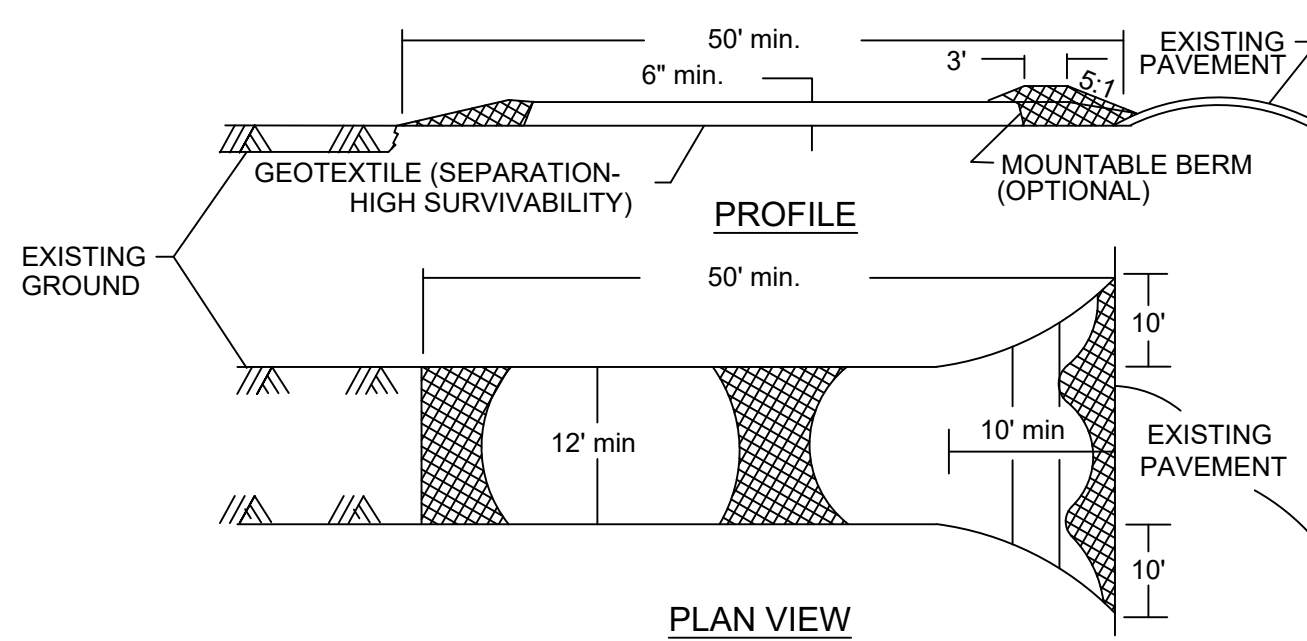 50' min.
6" min.
3'
5:1
EXISTING
PAVEMENT
GEOTEXTILE (SEPARATION-
HIGH SURVIVABILITY)
MOUNTABLE BERM
(OPTIONAL)
PROFILE
EXISTING
GROUND
50' min.
10'
12' min
10' min
EXISTING
PAVEMENT
10'
PLAN VIEW